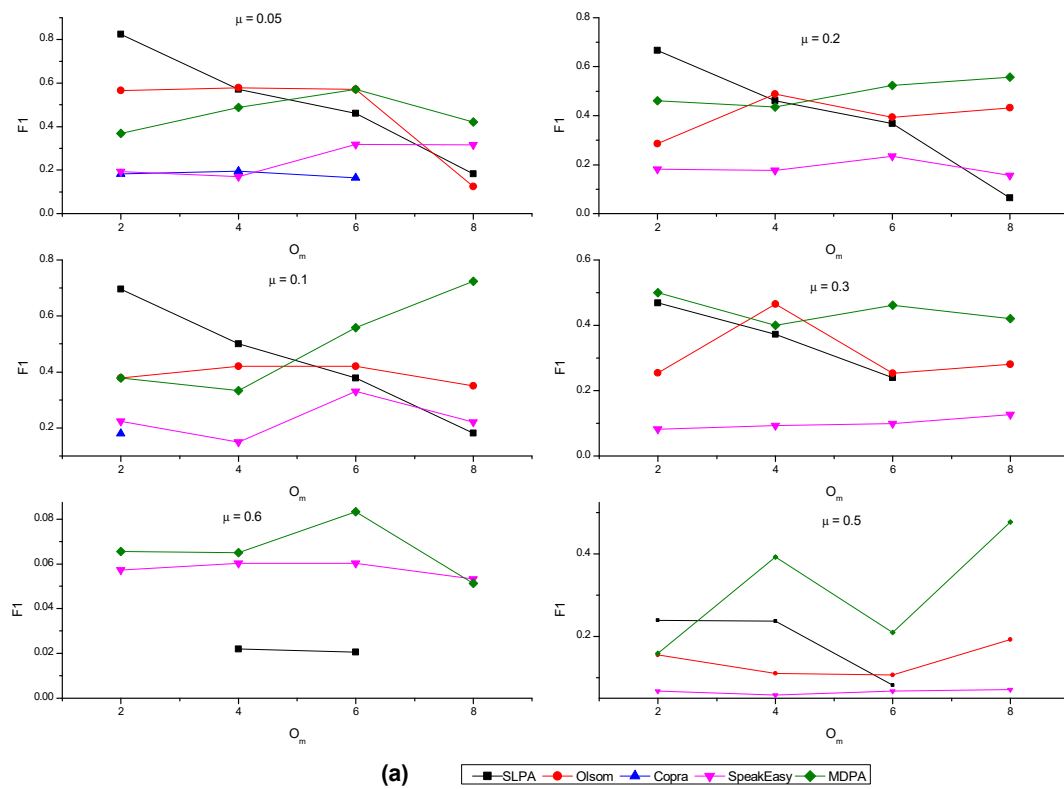 μ = 0.05
0.8
0.6
0.4
0.2
0.0
F1
2
4
6
8
O_m
μ = 0.2
0.8
0.6
0.4
0.2
0.0
F1
2
4
6
8
O_m
μ = 0.1
0.8
0.6
0.4
0.2
F1
2
4
6
8
O_m
μ = 0.3
0.6
0.4
0.2
0.0
F1
2
4
6
8
O_m
μ = 0.6
0.08
0.06
0.04
0.02
0.00
F1
2
4
6
8
O_m
μ = 0.5
0.4
0.2
F1
2
4
6
8
O_m
(a)
SLPA Olsom Copra SpeakEasy MDPA